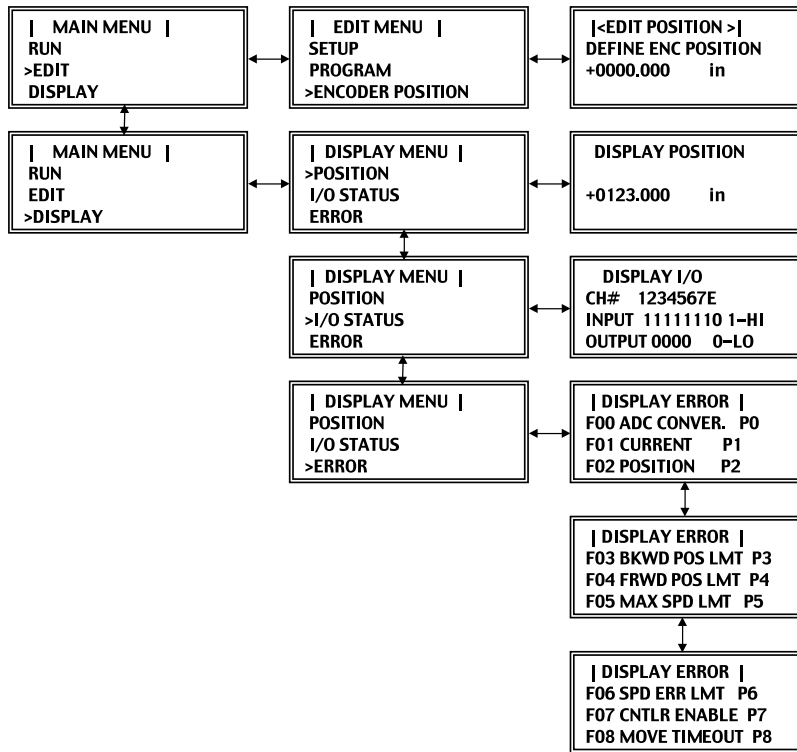 | MAIN MENU |
RUN
>EDIT
DISPLAY
| EDIT MENU |
SETUP
PROGRAM
>ENCODER POSITION
|<EDIT POSITION >|
DEFINE ENC POSITION
+0000.000 in
| MAIN MENU |
RUN
EDIT
>DISPLAY
| DISPLAY MENU |
>POSITION
I/O STATUS
ERROR
DISPLAY POSITION
+0123.000 in
| DISPLAY MENU |
POSITION
>I/O STATUS
ERROR
DISPLAY I/O
CH# 1234567E
INPUT 11111110 1-HI
OUTPUT 0000 0-LO
| DISPLAY MENU |
POSITION
I/O STATUS
>ERROR
| DISPLAY ERROR |
F00 ADC CONVER. P0
F01 CURRENT P1
F02 POSITION P2
| DISPLAY ERROR |
F03 BKWD POS LMT P3
F04 FRWD POS LMT P4
F05 MAX SPD LMT P5
| DISPLAY ERROR |
F06 SPD ERR LMT P6
F07 CNTLR ENABLE P7
F08 MOVE TIMEOUT P8